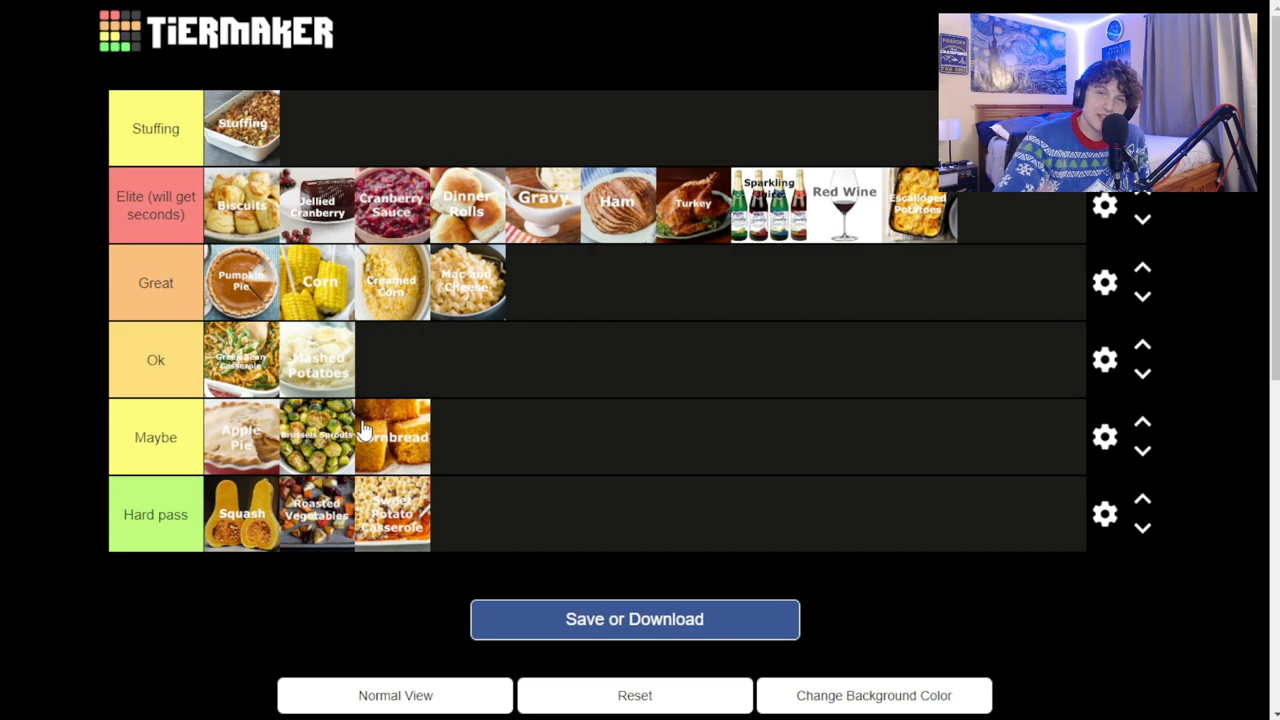 TiERMAKER
Stuffing
Stuffing
Elite (will get
seconds)
Biscuits
Jellied
Cranberry
Cranberry
Sauce
Dinner
Rolls
Gravy
Ham
Turkey
Sparkling
Red Wine
Escalloped
Potatoes
Great
Pumpkin
Pie
Corn
Creamed
Corn
Mac and
Cheese
Ok
Green Bean
Casserole
Mashed
Potatoes
Maybe
Apple
Pie
Brussels Sprouts
rnbread
Hard pass
Squash
Roasted
Vegetables
Sweet
Potato
Casserole
Save or Download
Normal View
Reset
Change Background Color